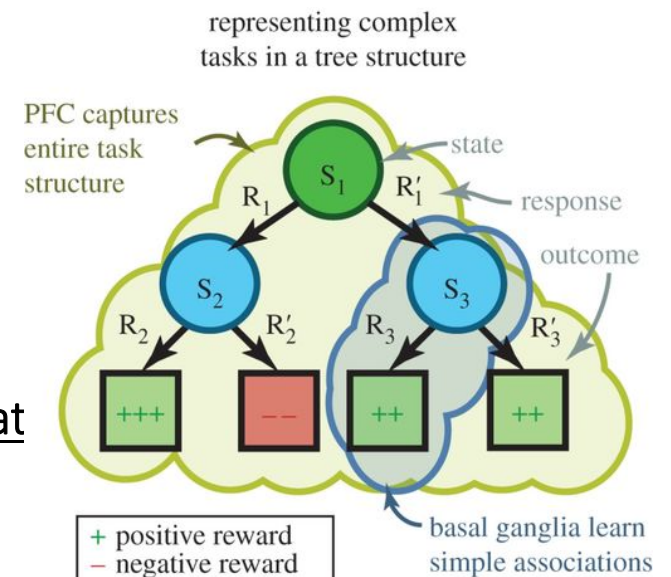 representing complex
tasks in a tree structure
PFC captures
entire task
structure
state
S₁
R₁
R′₁
response
outcome
S₂
S₃
R₂
R′₂
R₃
R′₃
+++
– –
++
++
at
+ positive reward
– negative reward
basal ganglia learn
simple associations